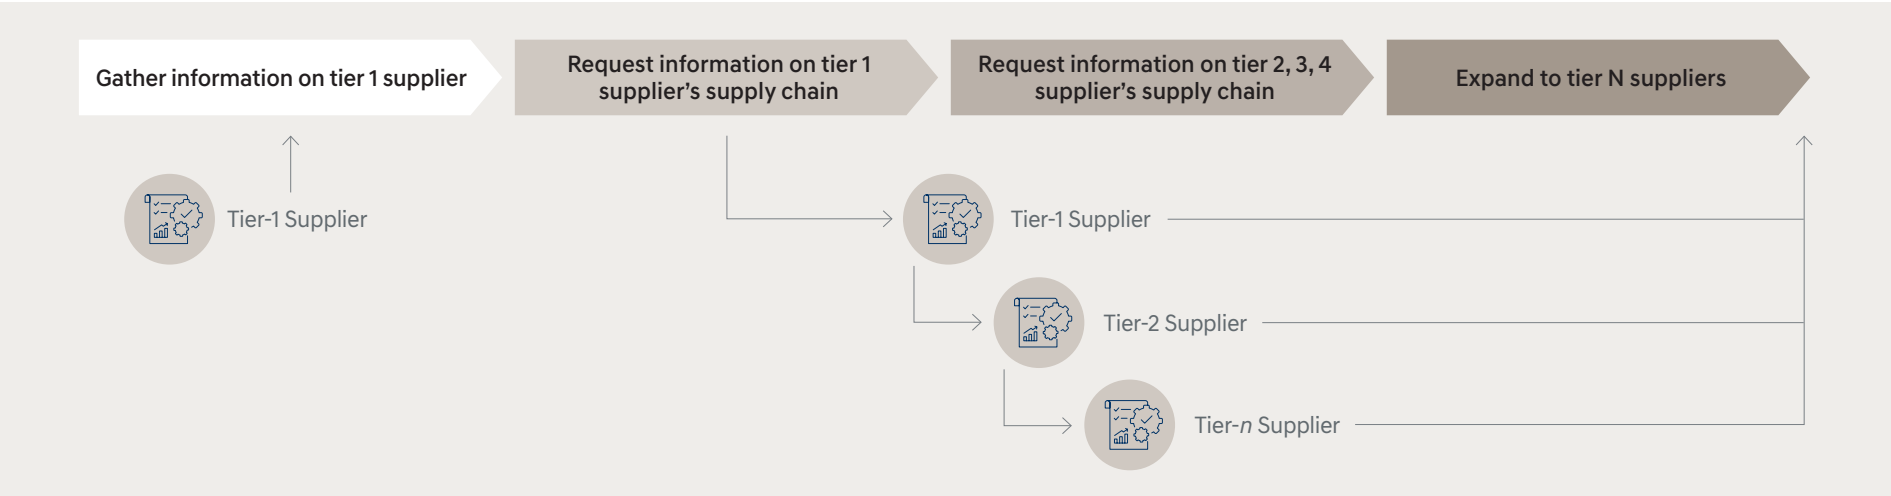 Gather information on tier 1 supplier
Request information on tier 1
supplier’s supply chain
Request information on tier 2, 3, 4
supplier’s supply chain
Expand to tier N suppliers
Tier-1 Supplier
Tier-1 Supplier
Tier-2 Supplier
Tier-n Supplier